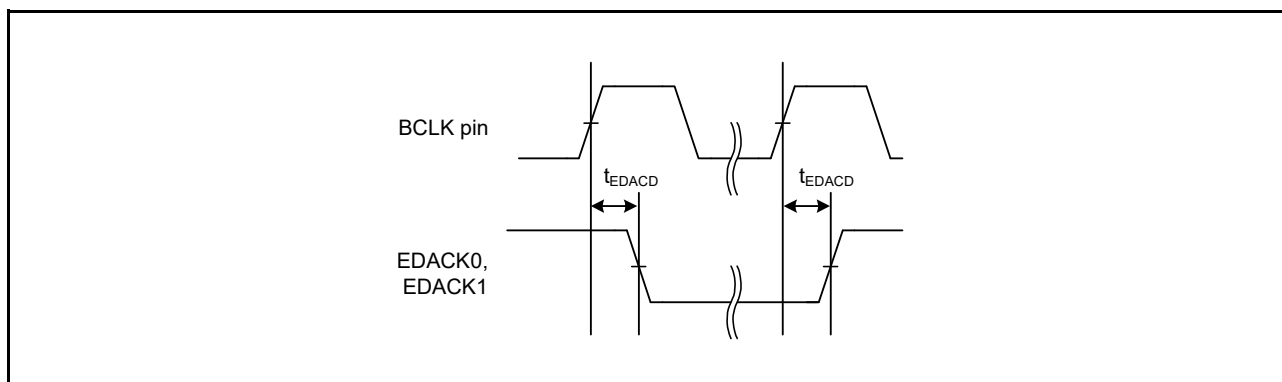 BCLK pin
tEDACD
tEDACD
EDACK0,
EDACK1